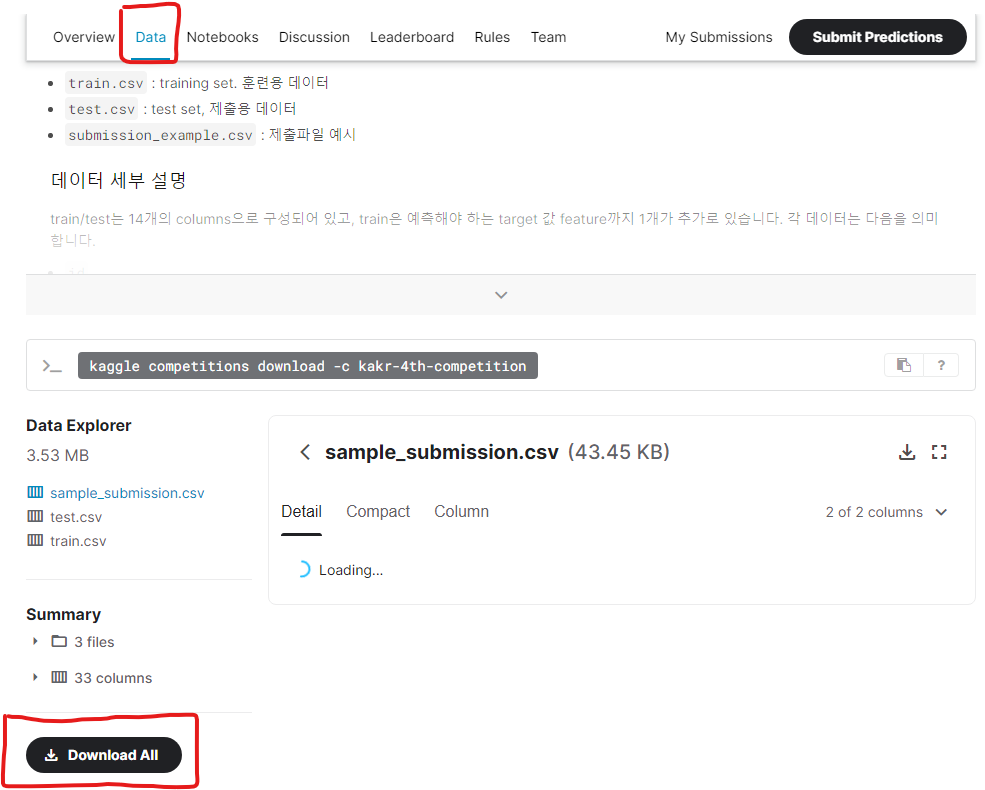 Overview Data Notebooks Discussion Leaderboard Rules Team My Submissions Submit Predictions
train.csv : training set. 훈련용 데이터
test.csv : test set, 제출용 데이터
submission_example.csv : 제출파일 예시
데이터 세부 설명
train/test는 14개의 columns으로 구성되어 있고, train은 예측해야 하는 target 값 feature까지 1개가 추가로 있습니다. 각 데이터는 다음을 의미
합니다.
id
>_ kaggle competitions download -c kakr-4th-competition ?
Data Explorer
3.53 MB
sample_submission.csv
test.csv
train.csv
Summary
3 files
33 columns
Download All
sample_submission.csv (43.45 KB)
Detail Compact Column 2 of 2 columns
Loading...